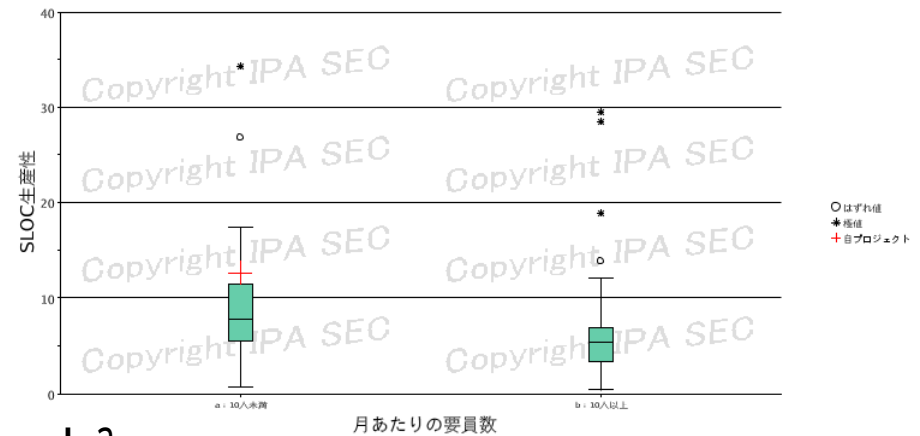 40
30
20
10
0
SLOC生産性
Copyright IPA SEC
Copyright IPA SEC
Copyright IPA SEC
Copyright IPA SEC
Copyright IPA SEC
Copyright IPA SEC
Copyright IPA SEC
Copyright IPA SEC
はずれ値
極値
自プロジェクト
a：10人未満
b：10人以上
月あたりの要員数